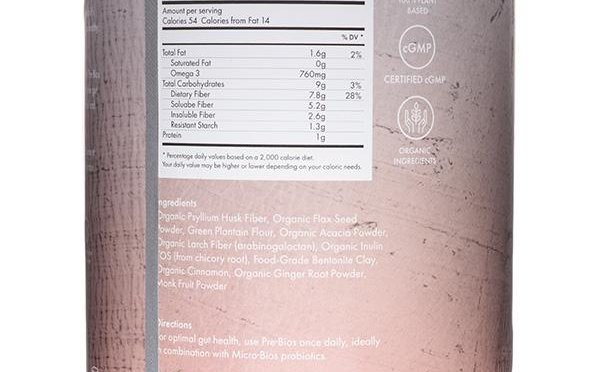 Amount per serving
Calories 54 Calories from Fat 14
% DV *
Total Fat 1.6g 2%
Saturated Fat 0g
Omega 3 760mg
Total Carbohydrates 9g 3%
Dietary Fiber 7.8g 28%
Soluabe Fiber 5.2g
Insoluble Fiber 2.6g
Resistant Starch 1.3g
Protein 1g
* Percentage daily values based on a 2,000 calorie diet.
Your daily value may be higher or lower depending on your caloric needs.
100% PLANT
BASED
cGMP
CERTIFIED cGMP
ORGANIC
INGREDIENTS
Ingredients
Organic Psyllium Husk Fiber, Organic Flax Seed
Powder, Green Plantain Flour, Organic Acacia Powder,
Organic Larch Fiber (arabinogalactan), Organic Inulin
FOS (from chicory root), Food-Grade Bentonite Clay,
Organic Cinnamon, Organic Ginger Root Powder,
Monk Fruit Powder
Directions
For optimal gut health, use Pre-Bios once daily, ideally
in combination with Micro-Bios probiotics.